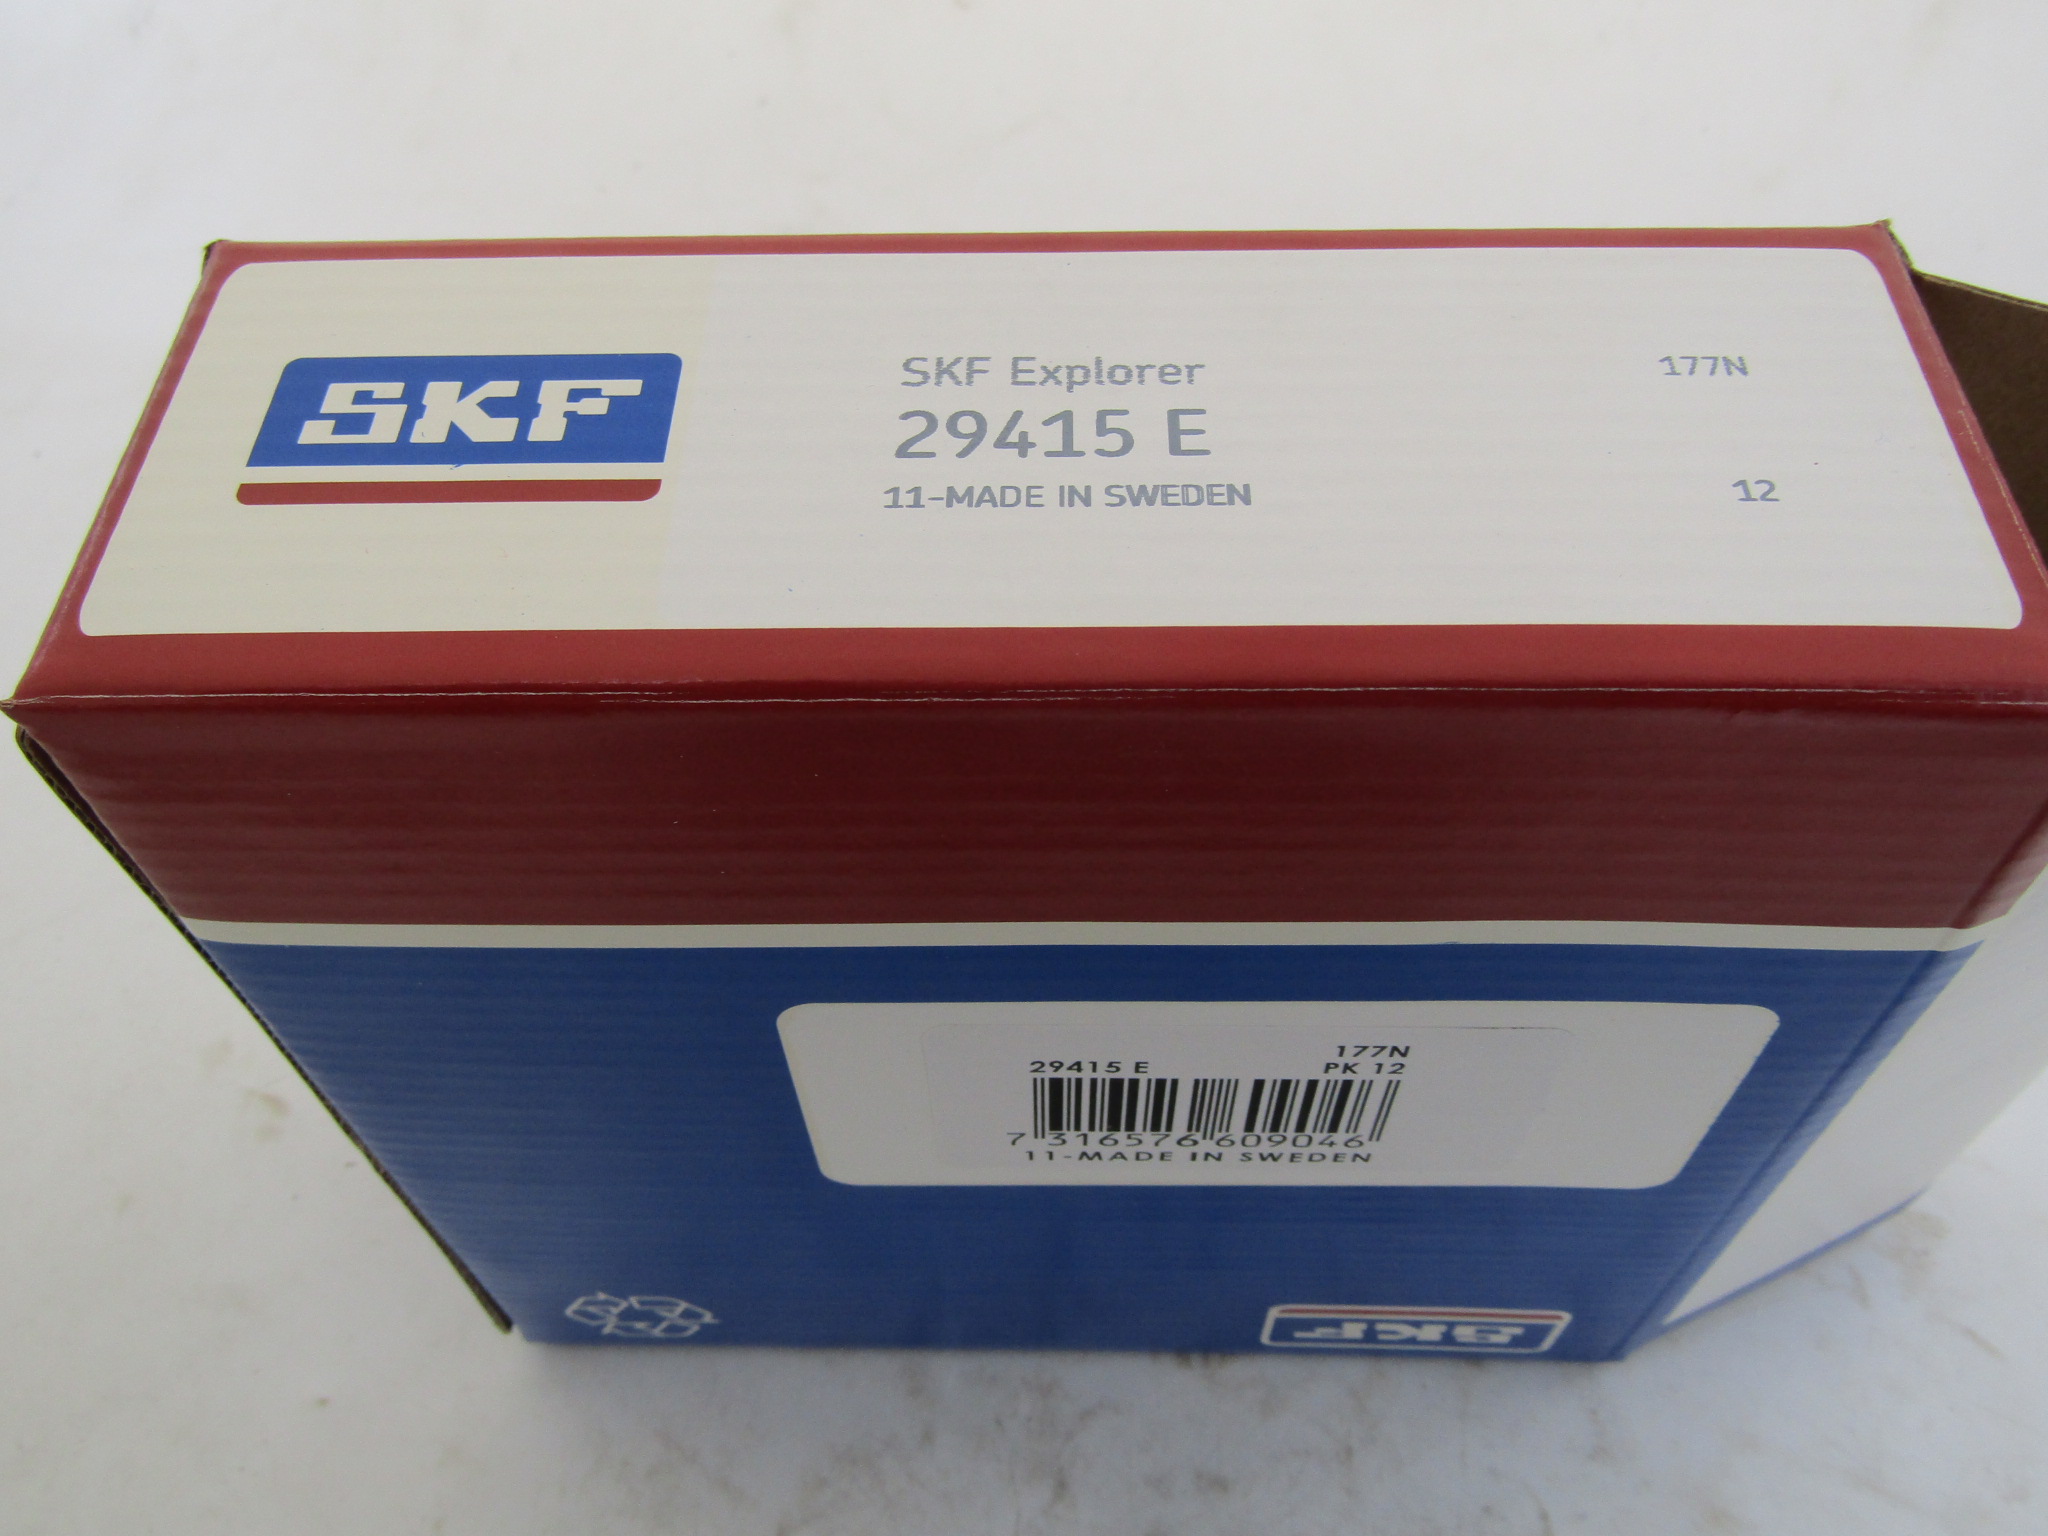 SKF
SKF Explorer
177N
29415 E
11-MADE IN SWEDEN
12
177N
29415 E PK 12
7 316576 609046
11-MADE IN SWEDEN
SKF